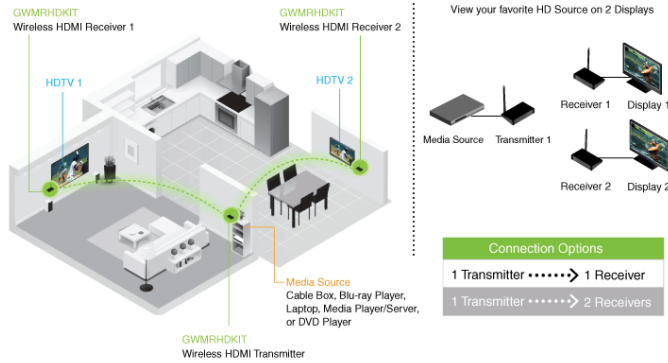 GWMRHDKIT
Wireless HDMI Receiver 1
GWMRHDKIT
Wireless HDMI Receiver 2
HDTV 1
HDTV 2
Media Source
Cable Box, Blu-ray Player,
Laptop, Media Player/Server,
or DVD Player
GWMRHDKIT
Wireless HDMI Transmitter
View your favorite HD Source on 2 Displays
Media Source
Transmitter 1
Receiver 1
Display 1
Receiver 2
Display 2
Connection Options
1 Transmitter 1 Receiver
1 Transmitter 2 Receivers